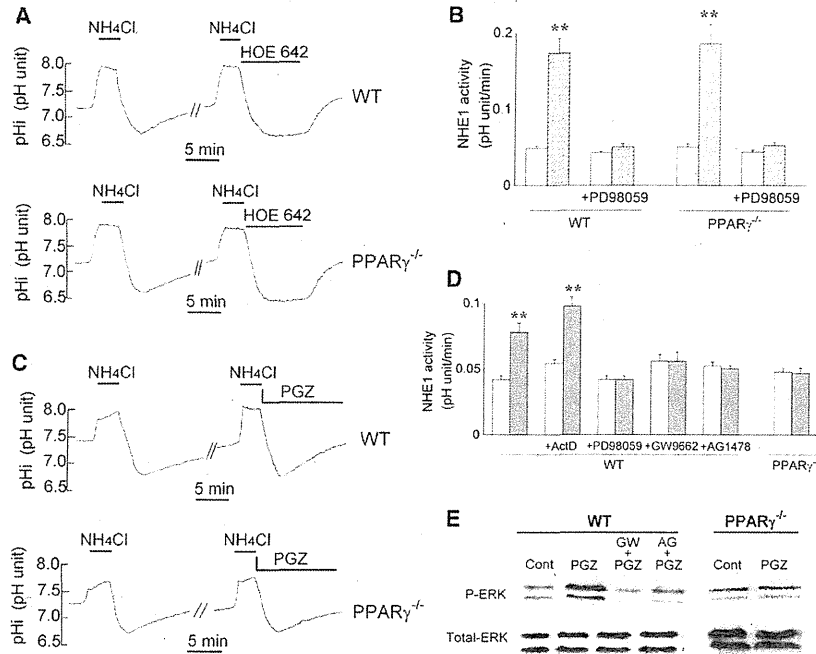 A
NH4Cl
NH4Cl
HOE 642
8.0
7.5
7.0
6.5
pHi (pH unit)
WT
5 min
NH4Cl
NH4Cl
HOE 642
8.0
7.5
7.0
6.5
pHi (pH unit)
PPARγ-/-
5 min
B
0.2
0.1
0
NHE1 activity
(pH unit/min)
**
**
+PD98059
+PD98059
WT
PPARγ-/-
C
NH4Cl
NH4Cl
PGZ
8.0
7.5
7.0
6.5
pHi (pH unit)
WT
5 min
NH4Cl
NH4Cl
PGZ
8.0
7.5
7.0
6.5
pHi (pH unit)
PPARγ-/-
5 min
D
0.1
0.05
0
NHE1 activity
(pH unit/min)
**
**
+ActD
+PD98059
+GW9662
+AG1478
WT
PPARγ-/-
E
WT
PPARγ-/-
Cont
PGZ
GW
+
PGZ
AG
+
PGZ
Cont
PGZ
P-ERK
Total-ERK